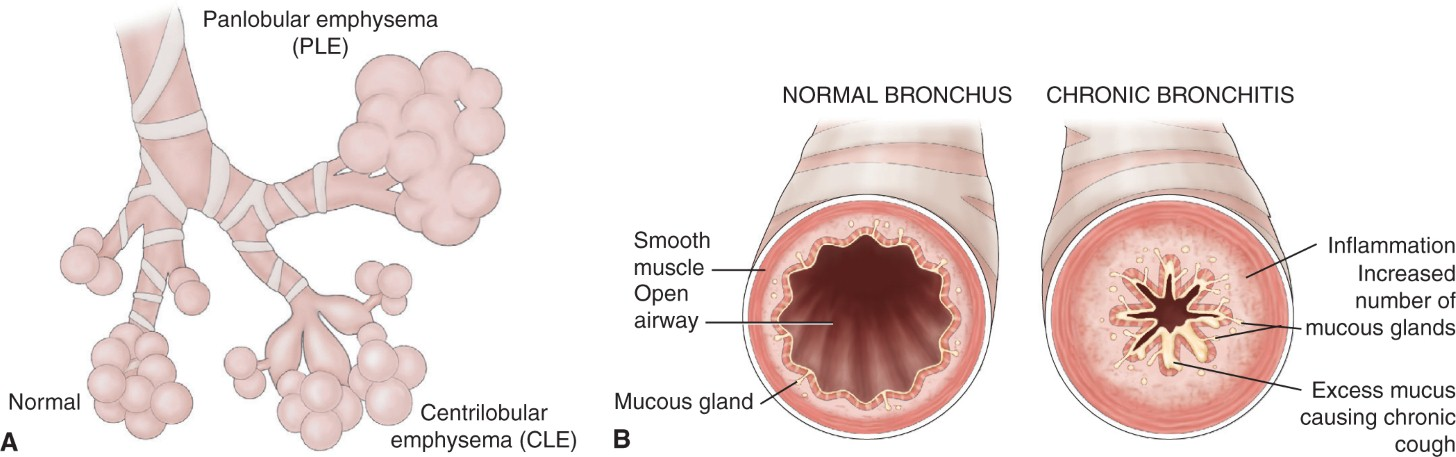 Panlobular emphysema
(PLE)
Normal
Centrilobular
emphysema (CLE)
A
NORMAL BRONCHUS
CHRONIC BRONCHITIS
Smooth
muscle
Open
airway
Mucous gland
Inflammation
Increased
number of
mucous glands
Excess mucus
causing chronic
cough
B